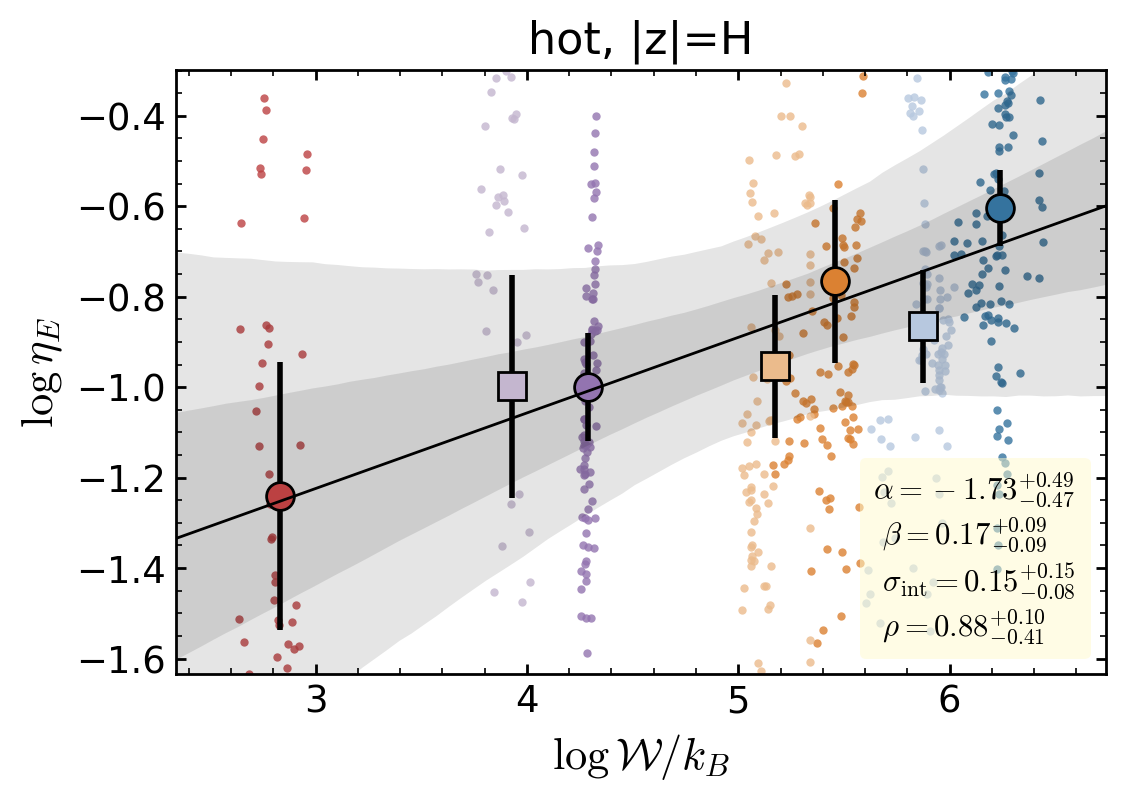 hot, |z|=H
log η_E
−0.4
−0.6
−0.8
−1.0
−1.2
−1.4
−1.6
α = −1.73^{+0.49}_{−0.47}
β = 0.17^{+0.09}_{−0.09}
σ_int = 0.15^{+0.15}_{−0.08}
ρ = 0.88^{+0.10}_{−0.41}
3 4 5 6
log 𝒲/k_B